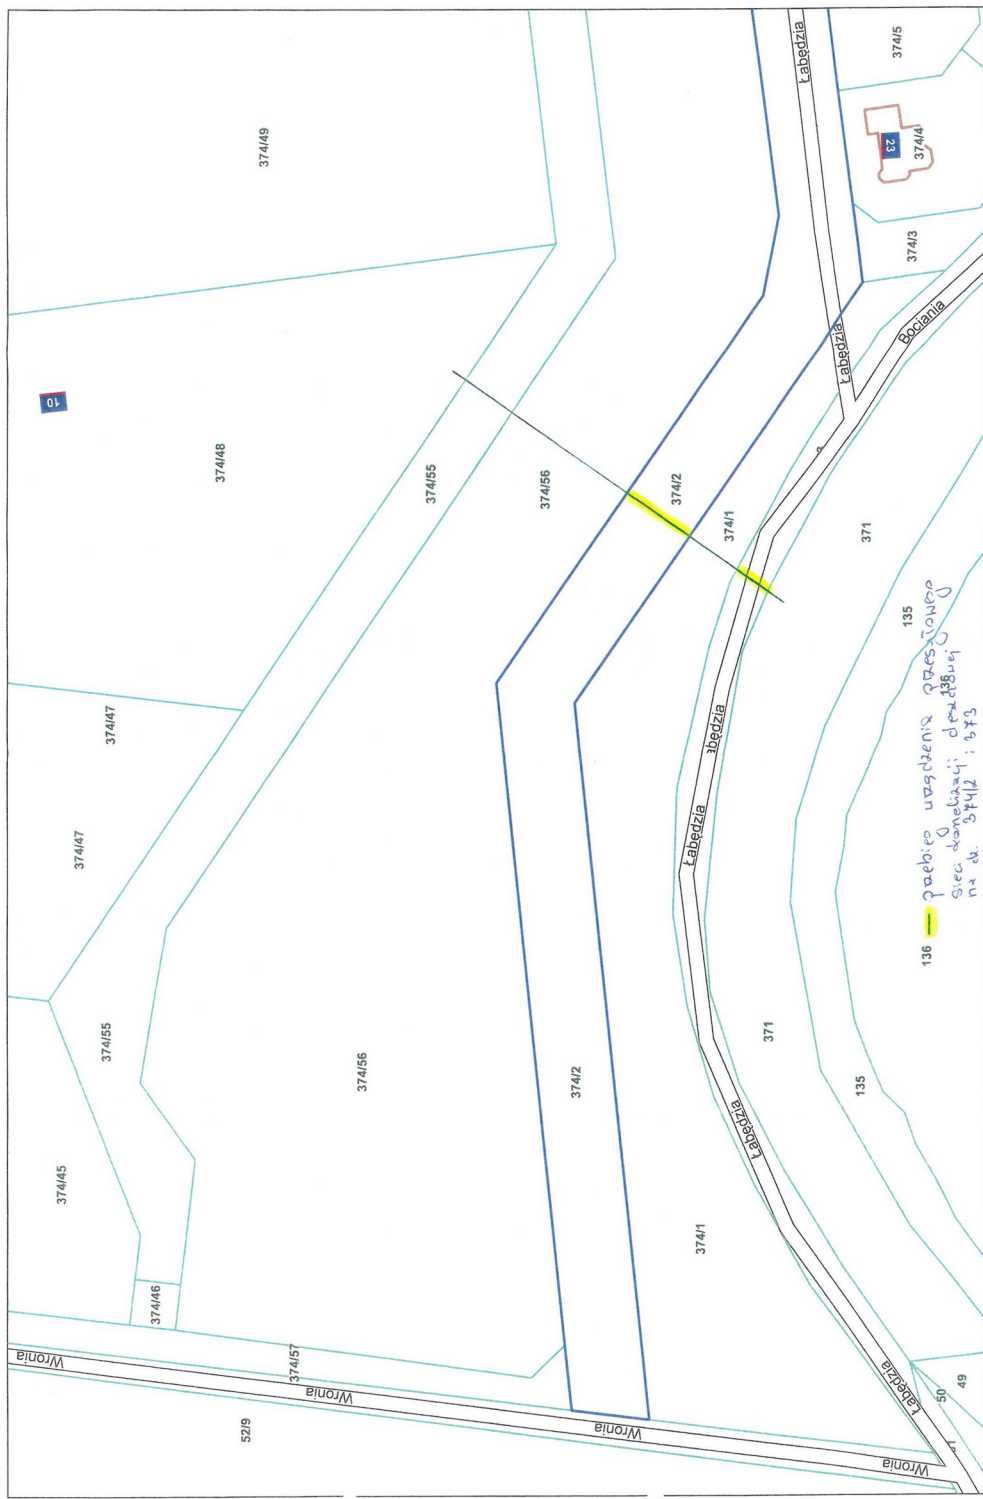 374/49
374/48
10
374/47
374/47
374/45
374/55
374/55
374/46
374/57
374/56
374/56
374/2
374/2
374/1
374/1
374/5
374/4
23
374/3
Łabędzia
Łabędzia
Bociania
abędzia
Łabędzia
Łabędzia
Łabędzia
Wronia
Wronia
Wronia
Wronia
52/9
371
371
135
135
136
136
50
49
przebieg urządzenia przesyłowego
sieci kanalizacji deszczowej
na dz. 374/2 i 373